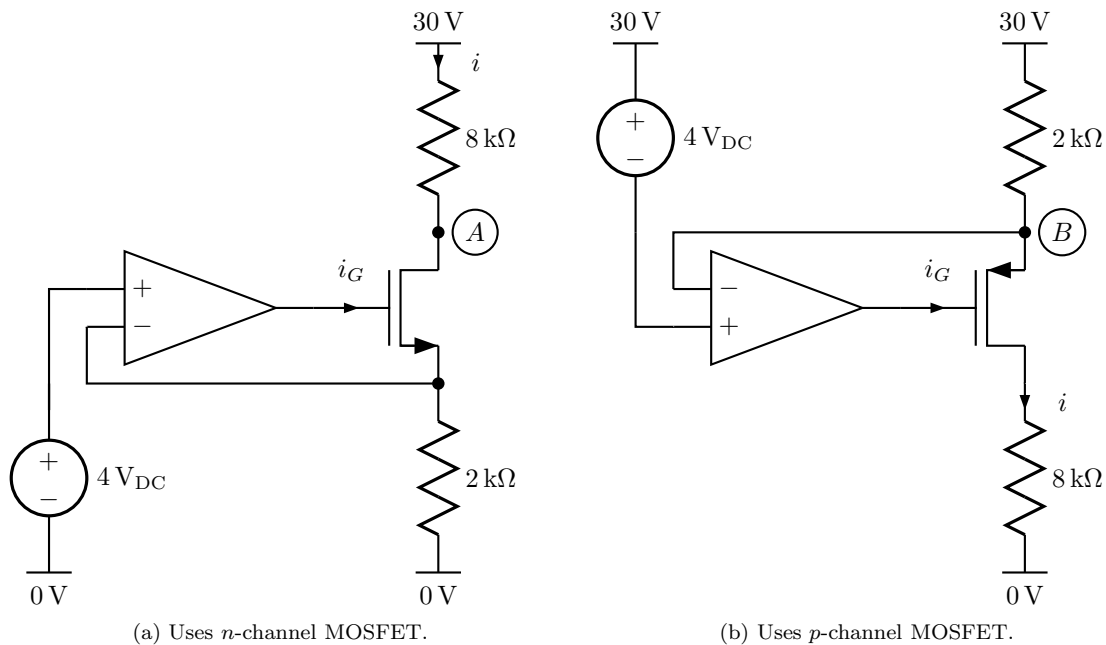 30 V
i
8 kΩ
A
i_G
+
−
+
−
4 V_DC
2 kΩ
0 V
0 V
(a) Uses n-channel MOSFET.
30 V
30 V
+
−
4 V_DC
2 kΩ
B
i_G
−
+
i
8 kΩ
0 V
(b) Uses p-channel MOSFET.